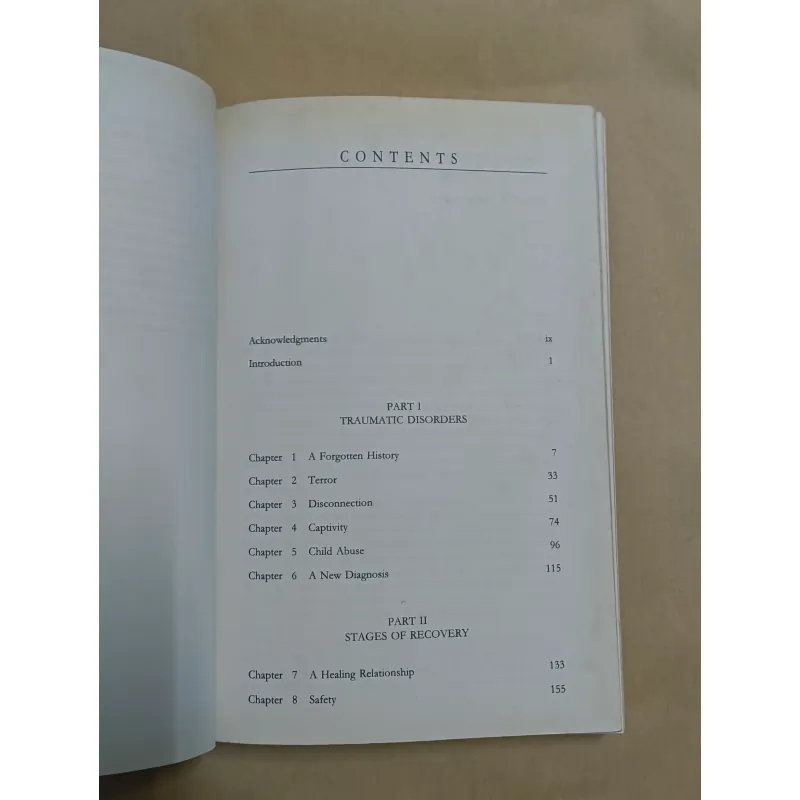 CONTENTS
Acknowledgments ix
Introduction 1
PART I
TRAUMATIC DISORDERS
Chapter 1 A Forgotten History 7
Chapter 2 Terror 33
Chapter 3 Disconnection 51
Chapter 4 Captivity 74
Chapter 5 Child Abuse 96
Chapter 6 A New Diagnosis 115
PART II
STAGES OF RECOVERY
Chapter 7 A Healing Relationship 133
Chapter 8 Safety 155